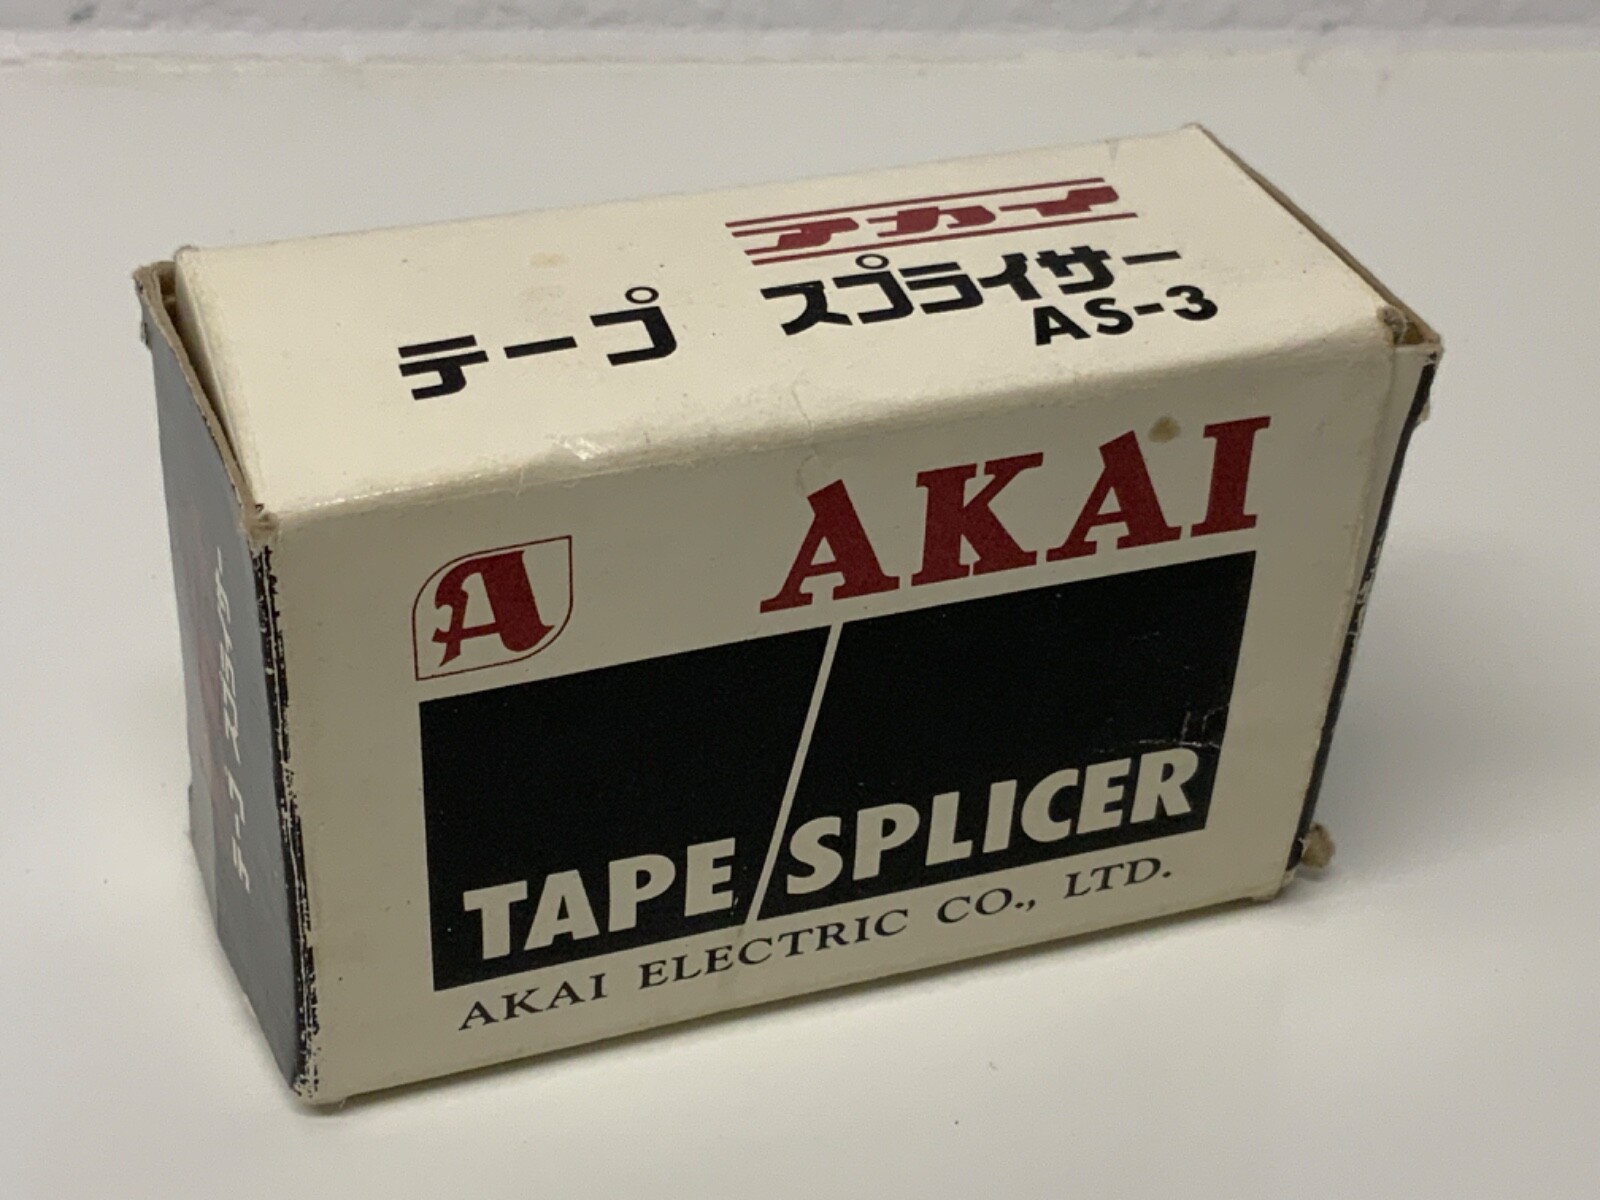 アカイ
テープ スプライサー
AS-3
A AKAI
TAPE SPLICER
AKAI ELECTRIC CO., LTD.